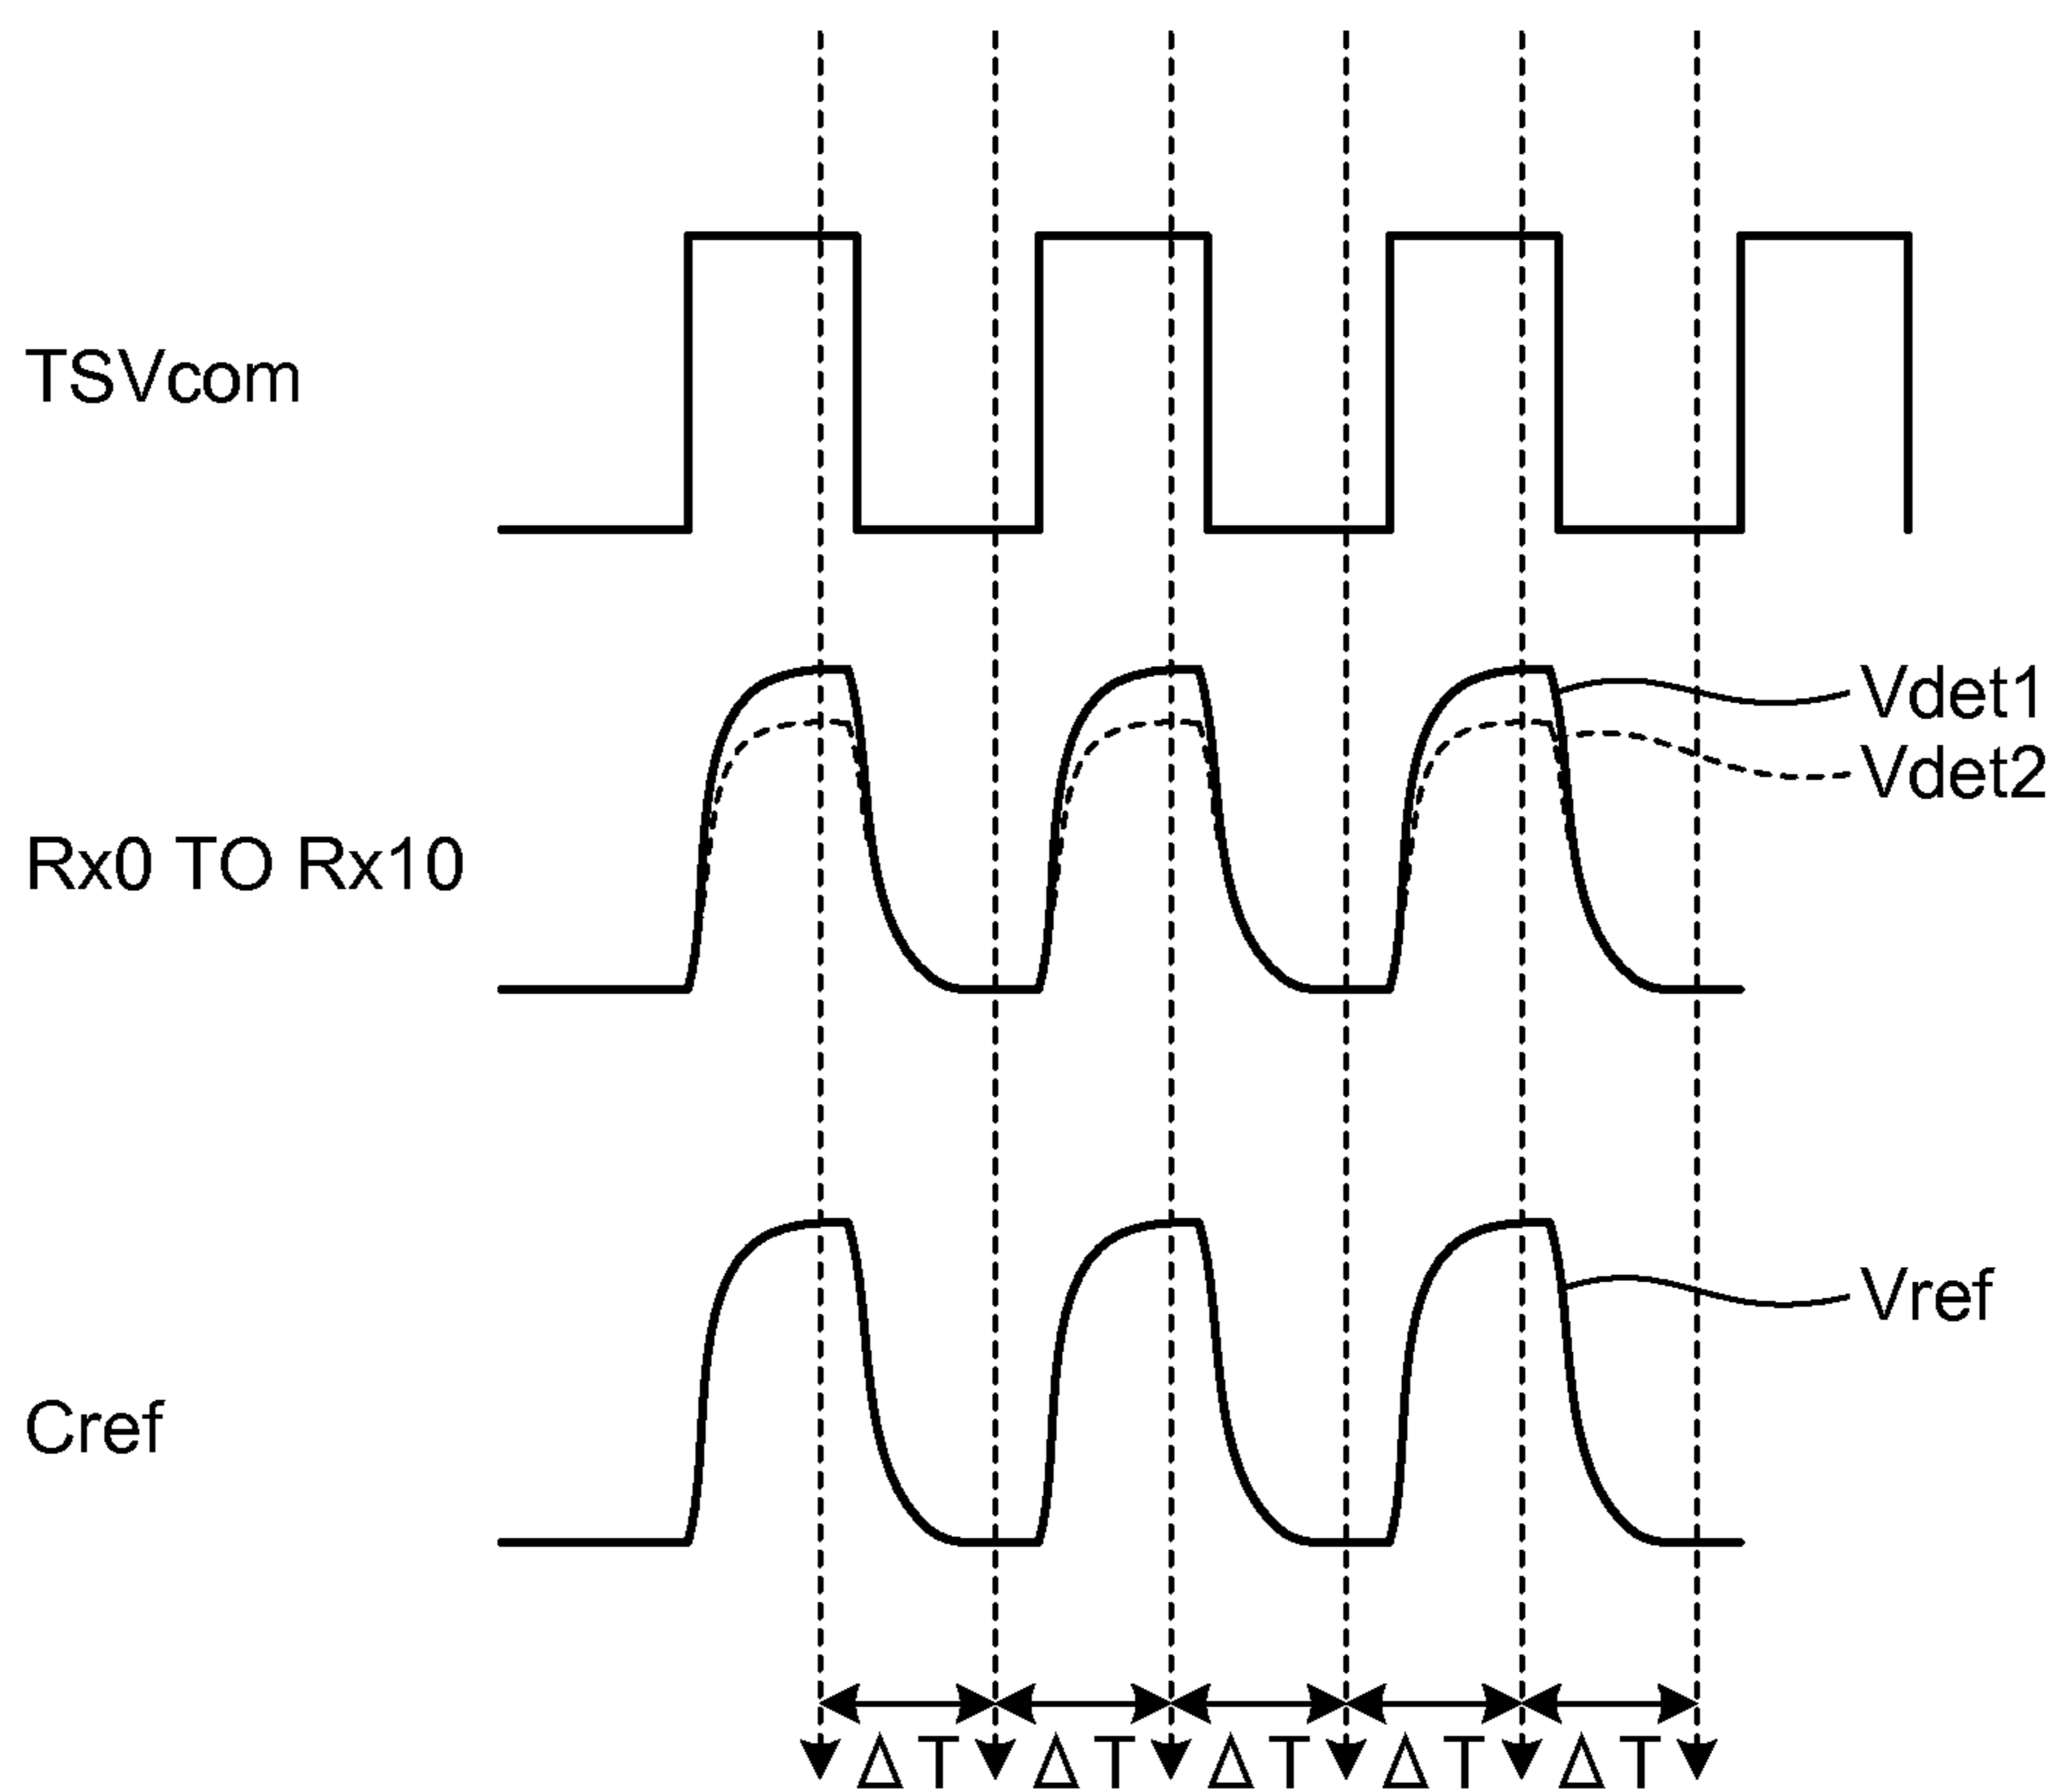 TSVcom
Vdet1
Vdet2
Rx0 TO Rx10
Vref
Cref
ΔT ΔT ΔT ΔT ΔT